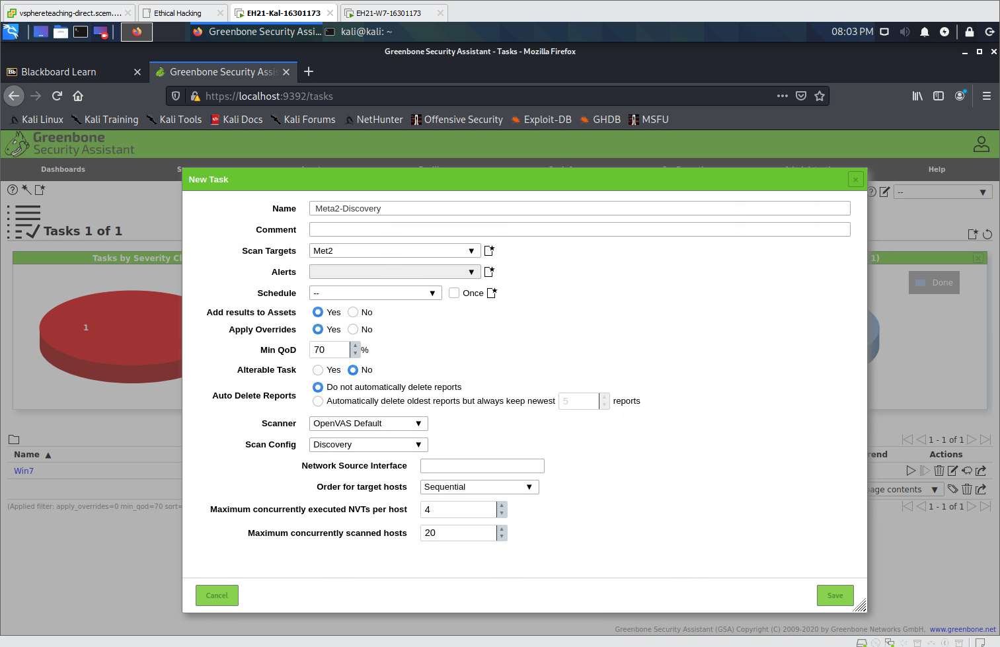 vsphereteaching-direct.scem....
Ethical Hacking
EH21-Kal-16301173
EH21-W7-16301173
Greenbone Security Assi...
kali@kali: ~
08:03 PM
Greenbone Security Assistant - Tasks - Mozilla Firefox
Bb Blackboard Learn
Greenbone Security Assis
https://localhost:9392/tasks
Kali Linux
Kali Training
Kali Tools
Kali Docs
Kali Forums
NetHunter
Offensive Security
Exploit-DB
GHDB
MSFU
Greenbone
Security Assistant
Dashboards
Help
New Task
--
Name
Meta2-Discovery
Tasks 1 of 1
Comment
Scan Targets
Met2
Tasks by Severity Cl
1)
Alerts
Done
Schedule
--
Once
Add results to Assets
Yes
No
1
Apply Overrides
Yes
No
Min QoD
70
%
Alterable Task
Yes
No
Auto Delete Reports
Do not automatically delete reports
Automatically delete oldest reports but always keep newest
5
reports
Scanner
OpenVAS Default
Scan Config
Discovery
1 - 1 of 1
Name ▲
rend
Actions
Network Source Interface
Win7
Order for target hosts
Sequential
age contents
(Applied filter: apply_overrides=0 min_qod=70 sort=
Maximum concurrently executed NVTs per host
4
1 - 1 of 1
Maximum concurrently scanned hosts
20
Cancel
Save
Greenbone Security Assistant (GSA) Copyright (C) 2009-2020 by Greenbone Networks GmbH, www.greenbone.net